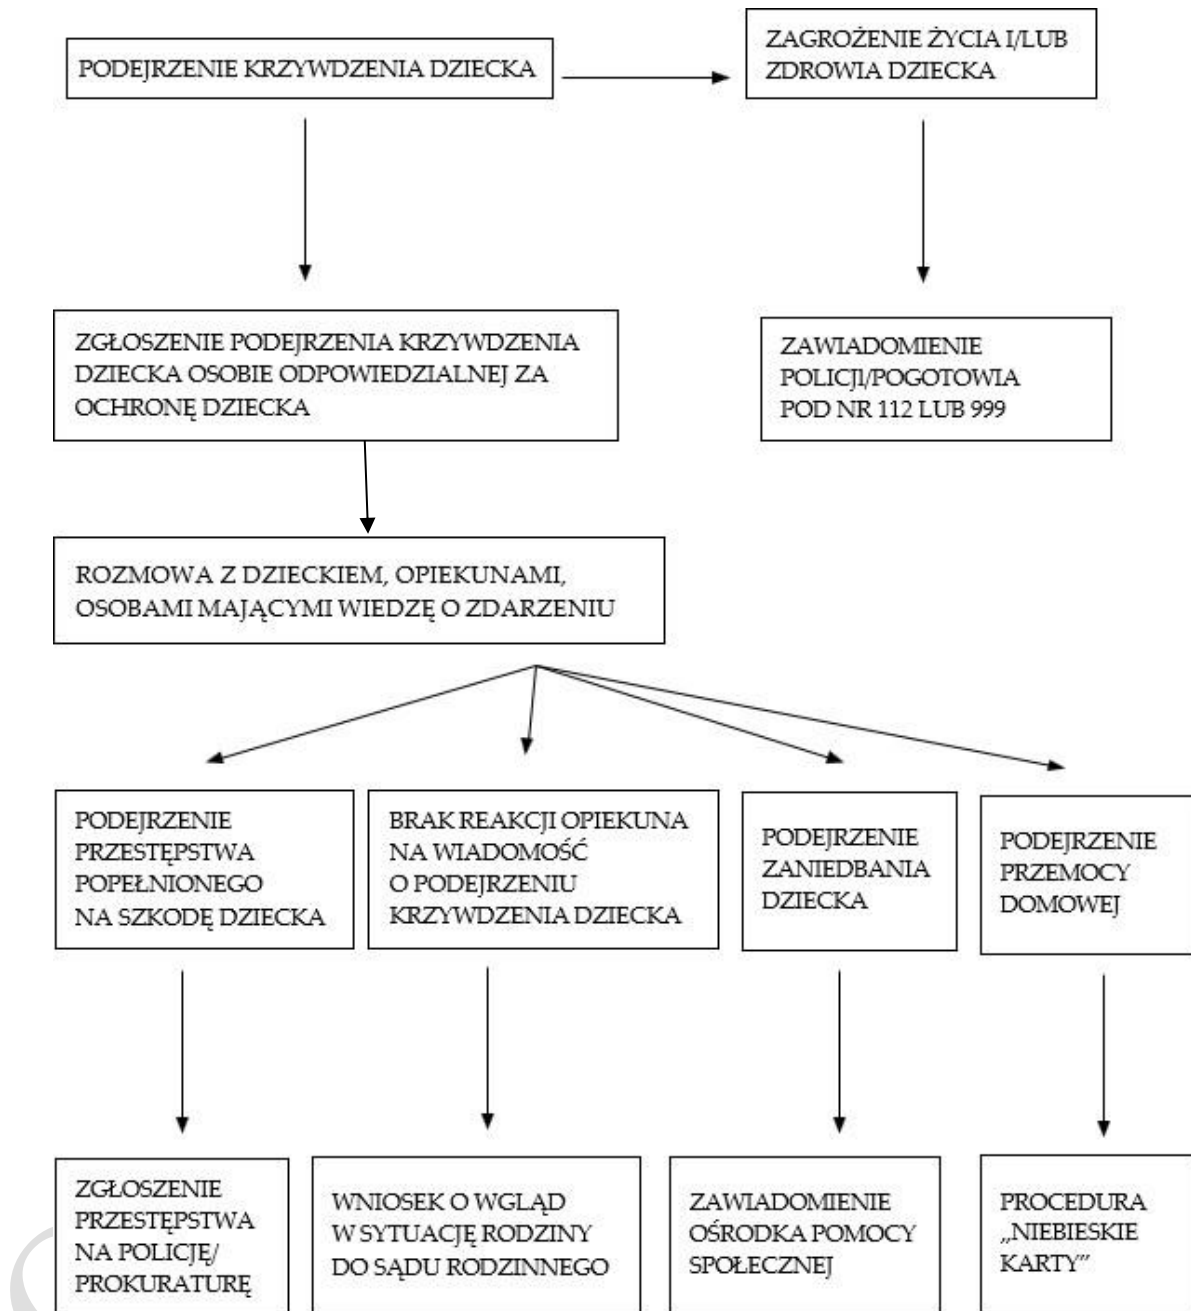 PODEJRZENIE KRZYWDZENIA DZIECKA
ZAGROŻENIE ŻYCIA I/LUB
ZDROWIA DZIECKA
ZGŁOSZENIE PODEJRZENIA KRZYWDZENIA
DZIECKA OSOBIE ODPOWIEDZIALNEJ ZA
OCHRONĘ DZIECKA
ZAWIADOMIENIE
POLICJI/POGOTOWIA
POD NR 112 LUB 999
ROZMOWA Z DZIECKIEM, OPIEKUNAMI,
OSOBAMI MAJĄCYMI WIEDZĘ O ZDARZENIU
PODEJRZENIE
PRZESTĘPSTWA
POPEŁNIONEGO
NA SZKODĘ DZIECKA
BRAK REAKCJI OPIEKUNA
NA WIADOMOŚĆ
O PODEJRZENIU
KRZYWDZENIA DZIECKA
PODEJRZENIE
ZANIEDBANIA
DZIECKA
PODEJRZENIE
PRZEMOCY
DOMOWEJ
ZGŁOSZENIE
PRZESTĘPSTWA
NA POLICJĘ/
PROKURATURĘ
WNIOSEK O WGLĄD
W SYTUACJĘ RODZINY
DO SĄDU RODZINNEGO
ZAWIADOMIENIE
OŚRODKA POMOCY
SPOŁECZNEJ
PROCEDURA
„NIEBIESKIE
KARTY”